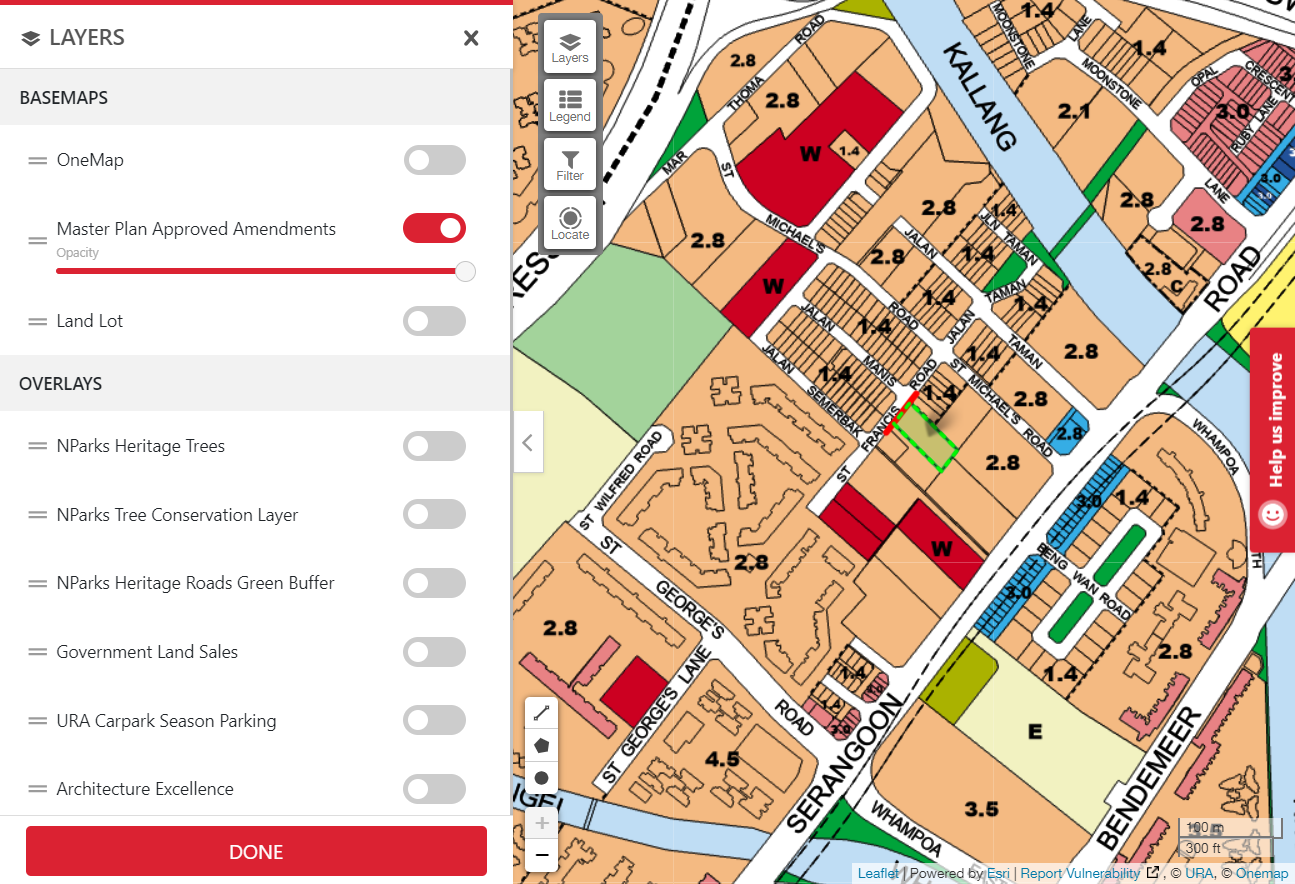 LAYERS
BASEMAPS
OneMap
Master Plan Approved Amendments
Opacity
Land Lot
OVERLAYS
NParks Heritage Trees
NParks Tree Conservation Layer
NParks Heritage Roads Green Buffer
Government Land Sales
URA Carpark Season Parking
Architecture Excellence
DONE
Layers
Legend
Filter
Locate
THOMA ROAD
2.8
2.8
W
1.4
MAR
ST MICHAEL'S ROAD
2.8
W
KALLANG
MOONSTONE LANE
1.4
1.4
MOONSTONE
2.1
OPAL CRESCENT
3.0
RUBY LANE
3.0
LANE
2.8
2.8
2.8
C
ROAD
2.8
JLN TAMAN
1.4
JALAN
2.8
1.4
TAMAN
1.4
1.4
JALAN
TAMAN
1.4
2.8
JALAN MANIS
1.4
JALAN SEMERBAK
1.4
ROAD
1.4
ST MICHAEL'S ROAD
2.8
2.8
ST FRANCIS
2.8
W
ST WILFRED ROAD
2.8
ST GEORGE'S ROAD
2.8
ST GEORGE'S LANE
4.5
1.4
1.4
3.0
SERANGOON
3.0
1.4
BENG WAN ROAD
3.0
1.4
2.8
WHAMPOA
TH
E
3.5
BENDEMEER
WHAMPOA
EAST
Help us improve
100 m
300 ft
Leaflet | Powered by Esri | Report Vulnerability , © URA, © Onemap